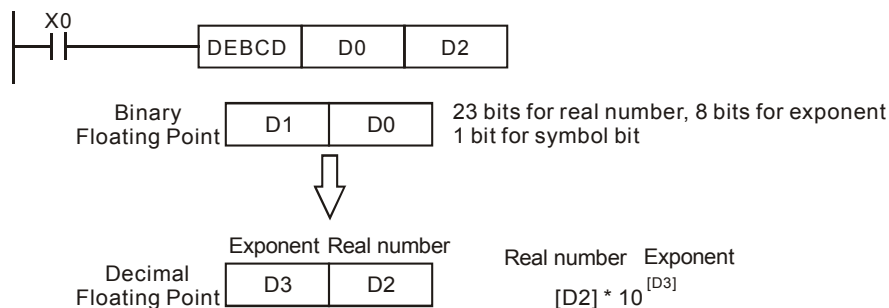 X0
DEBCD D0 D2
Binary
Floating Point
D1 D0
23 bits for real number, 8 bits for exponent
1 bit for symbol bit
Exponent Real number
Decimal
Floating Point
D3 D2
Real number Exponent
[D2] * 10 [D3]